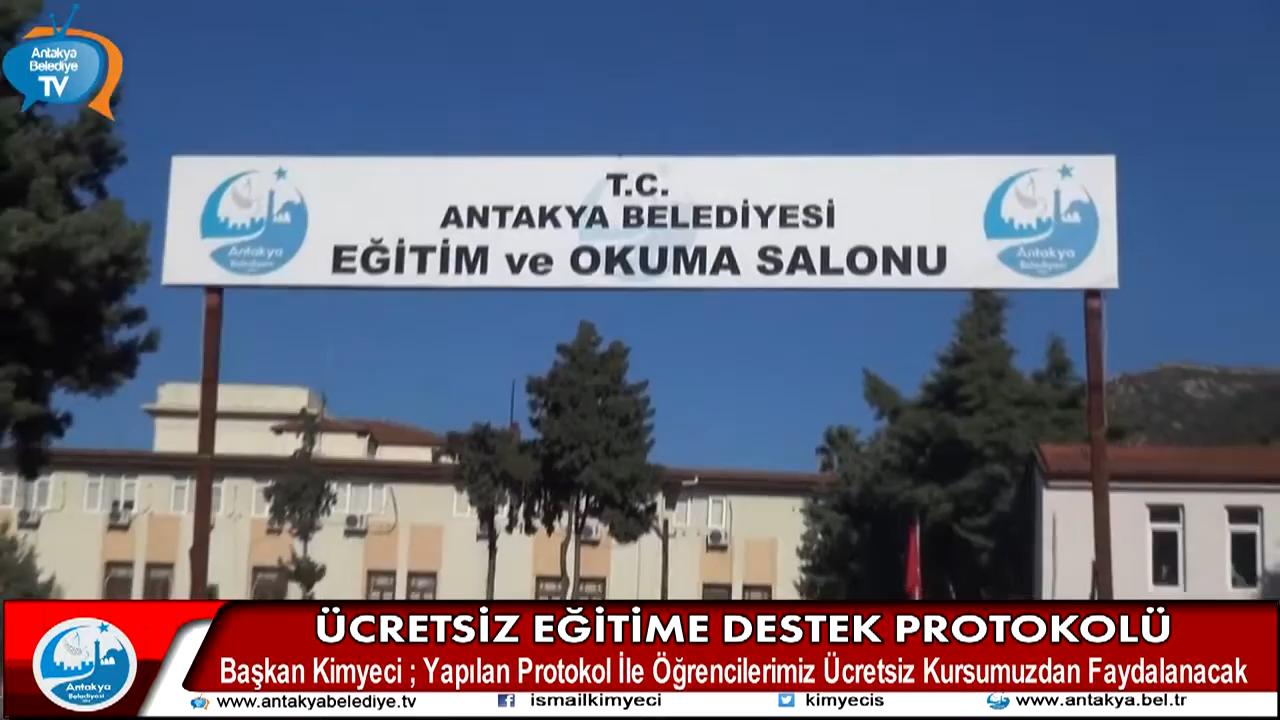 Antakya
Belediye
TV
T.C.
ANTAKYA BELEDİYESİ
EĞİTİM ve OKUMA SALONU
Antakya
Belediyesi
Antakya
Belediyesi
ÜCRETSİZ EĞİTİME DESTEK PROTOKOLÜ
Başkan Kimyeci ; Yapılan Protokol İle Öğrencilerimiz Ücretsiz Kursumuzdan Faydalanacak
Antakya
Belediyesi
www.antakyabelediye.tv ismailkimyeci kimyecis www.antakya.bel.tr